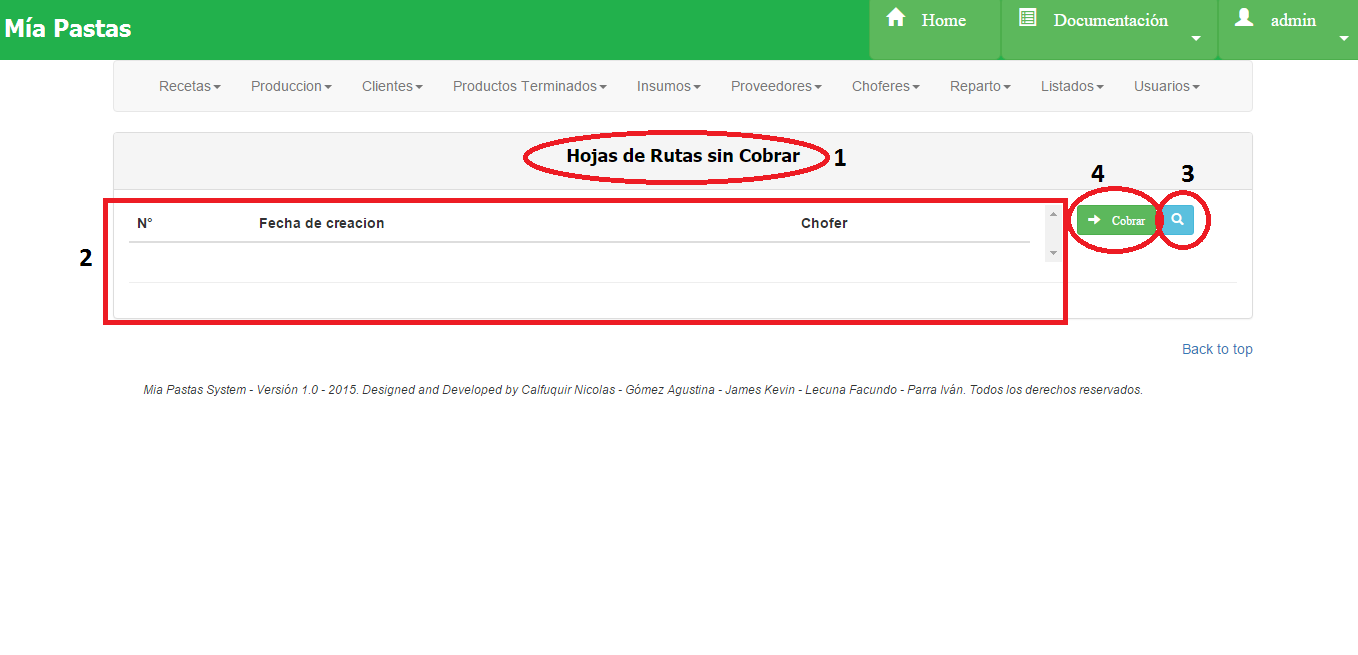 Mía Pastas
Home
Documentación
admin
Recetas
Produccion
Clientes
Productos Terminados
Insumos
Proveedores
Choferes
Reparto
Listados
Usuarios
Hojas de Rutas sin Cobrar
1
4
3
N°
Fecha de creacion
Chofer
Cobrar
2
Back to top
Mia Pastas System - Versión 1.0 - 2015. Designed and Developed by Calfuquir Nicolas - Gómez Agustina - James Kevin - Lecuna Facundo - Parra Iván. Todos los derechos reservados.